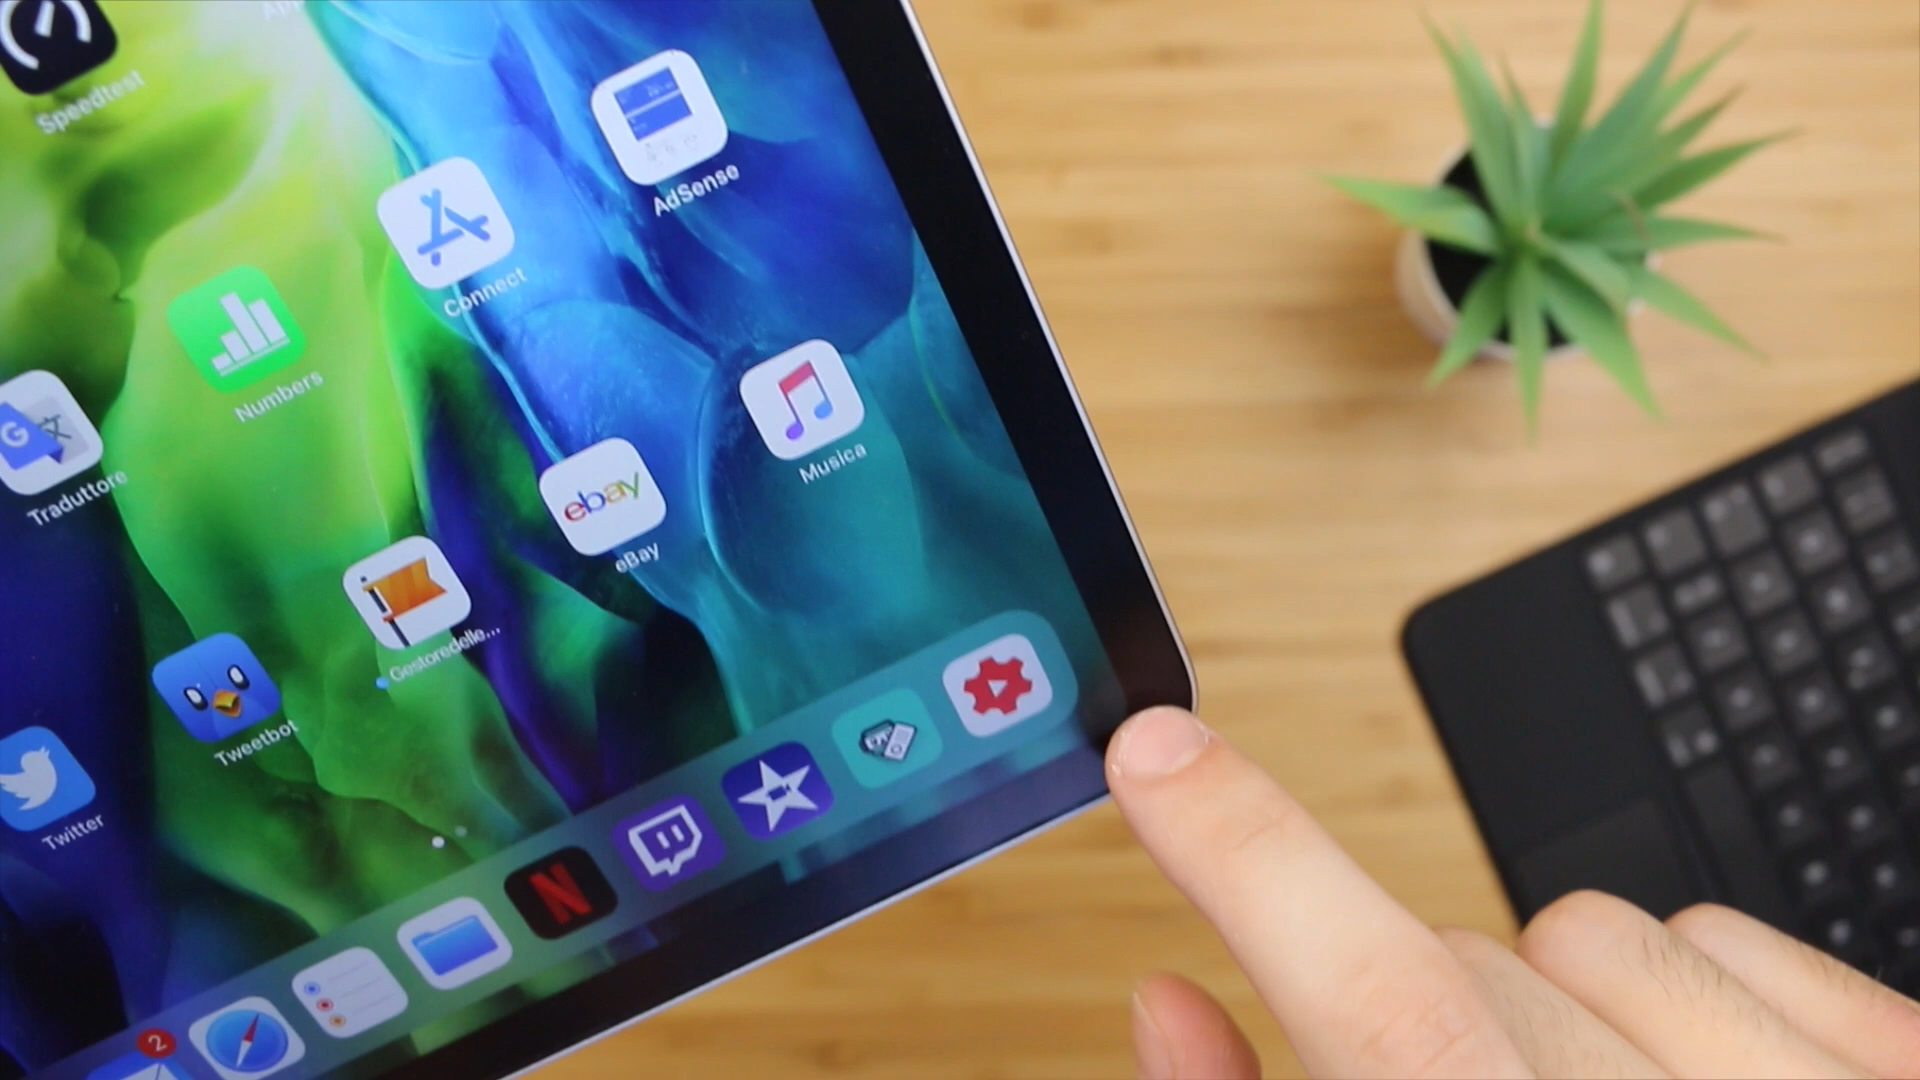 Speedtest
AdSense
Connect
Numbers
G
Traduttore
Musica
ebay
eBay
Gestoredelle...
Tweetbot
Twitter
N
2